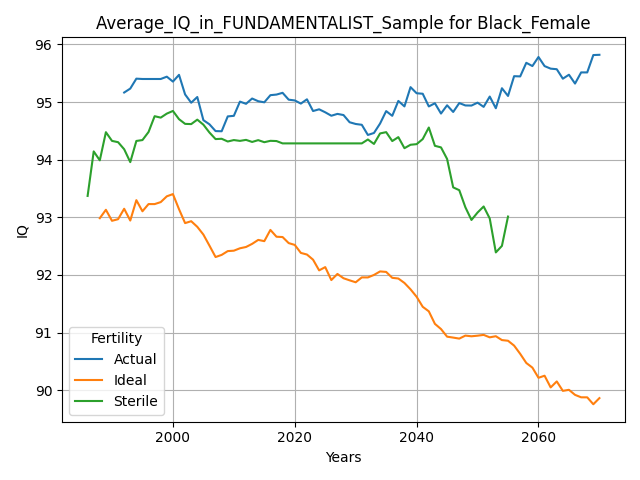 Average_IQ_in_FUNDAMENTALIST_Sample for Black_Female
96
95
94
93
92
91
90
IQ
Fertility
Actual
Ideal
Sterile
2000 2020 2040 2060
Years